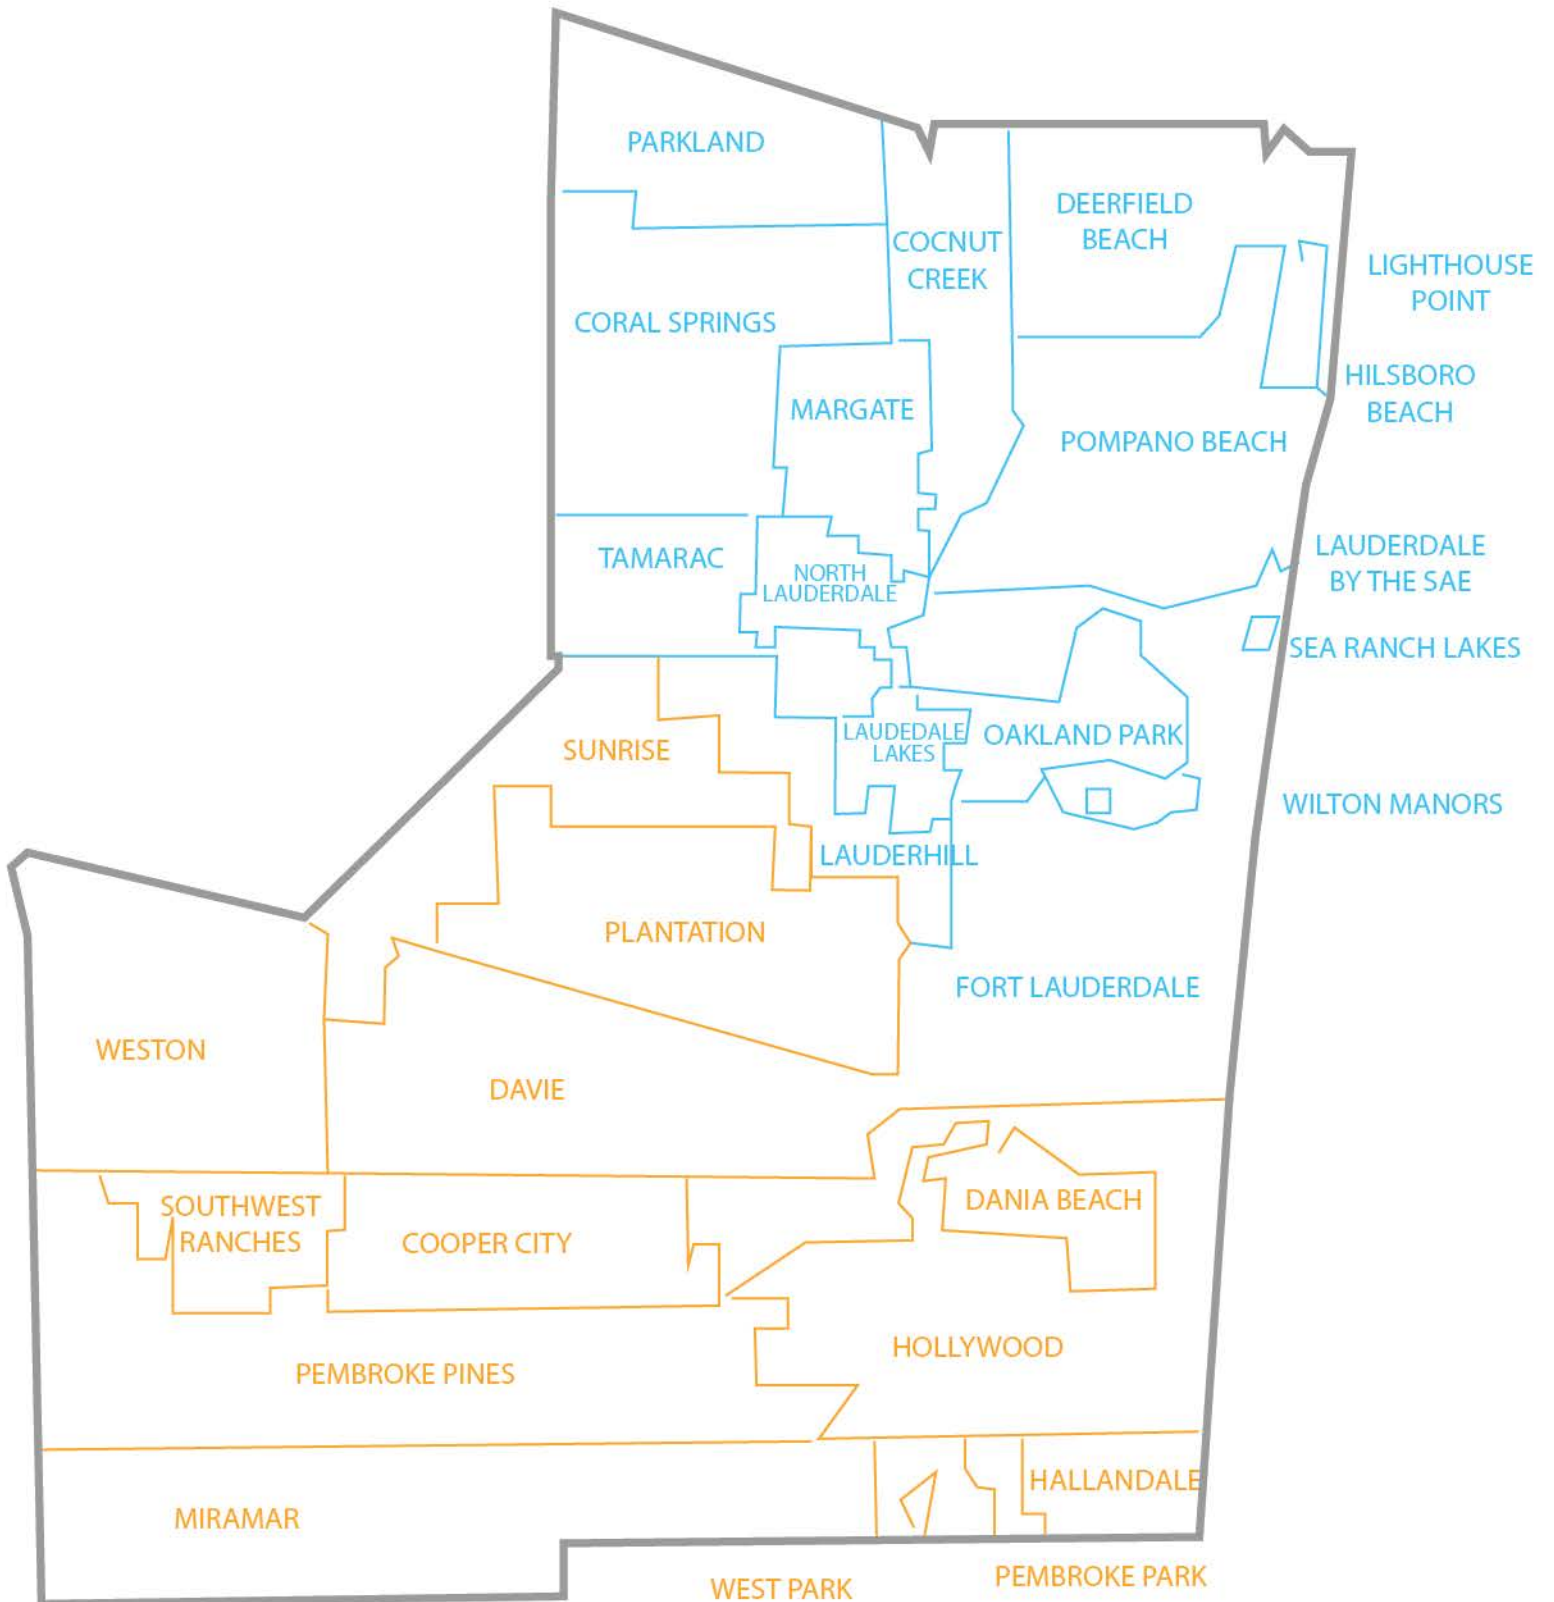 PARKLAND
DEERFIELD
BEACH
COCNUT
CREEK
LIGHTHOUSE
POINT
CORAL SPRINGS
HILSBORO
BEACH
MARGATE
POMPANO BEACH
TAMARAC
NORTH
LAUDERDALE
LAUDERDALE
BY THE SAE
SEA RANCH LAKES
SUNRISE
LAUDEDALE
LAKES
OAKLAND PARK
WILTON MANORS
LAUDERHILL
PLANTATION
FORT LAUDERDALE
WESTON
DAVIE
SOUTHWEST
RANCHES
COOPER CITY
DANIA BEACH
HOLLYWOOD
PEMBROKE PINES
HALLANDALE
MIRAMAR
WEST PARK
PEMBROKE PARK